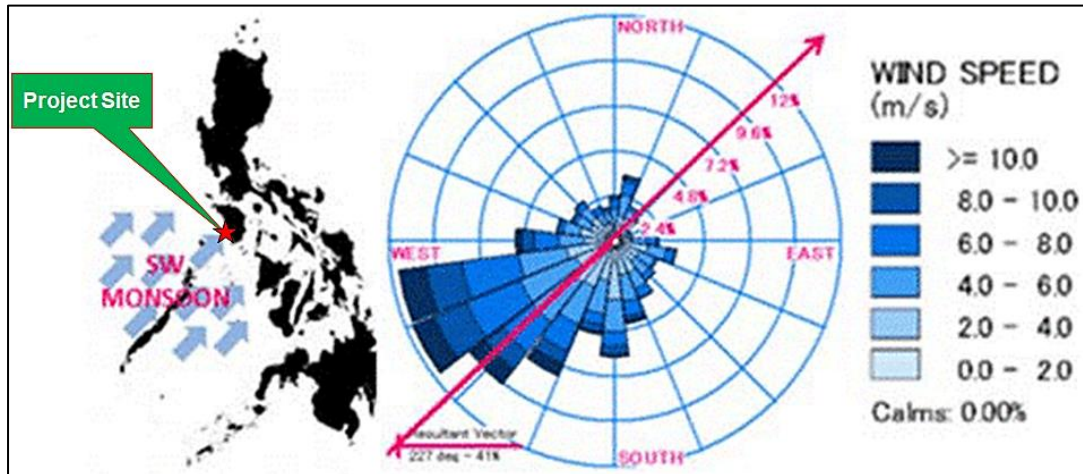 Project Site
SW
MONSOON
NORTH
12%
9.6%
7.2%
4.8%
2.4%
WEST
EAST
Resultant Vector
227 deg - 41%
SOUTH
WIND SPEED
(m/s)
>= 10.0
8.0 - 10.0
6.0 - 8.0
4.0 - 6.0
2.0 - 4.0
0.0 - 2.0
Calms: 0.00%